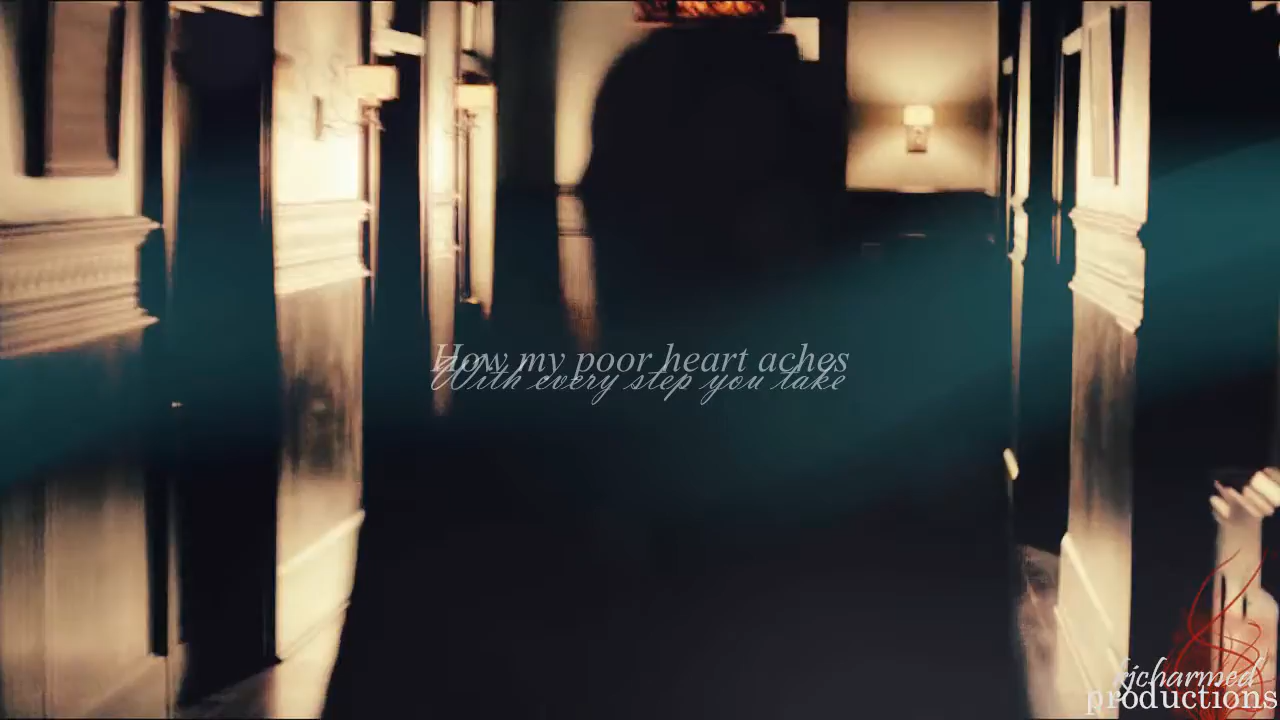 How my poor heart aches
With every step you take
kjcharmed
productions